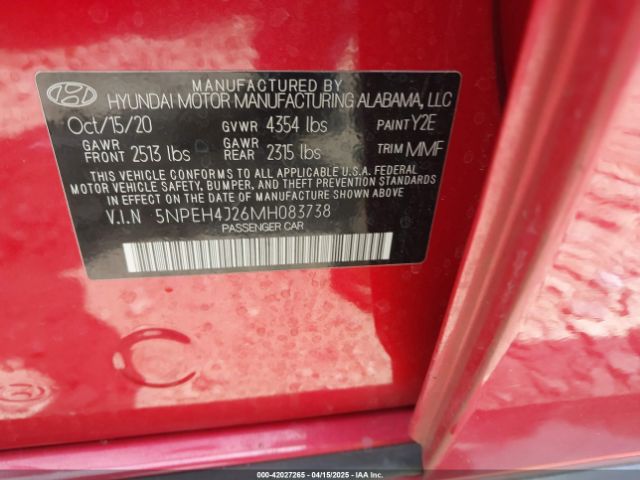 MANUFACTURED BY
HYUNDAI MOTOR MANUFACTURING ALABAMA, LLC
Oct/15/20 GVWR 4354 lbs PAINT Y2E
GAWR FRONT 2513 lbs GAWR REAR 2315 lbs TRIM MMF
THIS VEHICLE CONFORMS TO ALL APPLICABLE U.S.A. FEDERAL
MOTOR VEHICLE SAFETY, BUMPER, AND THEFT PREVENTION STANDARDS
IN EFFECT ON THE DATE OF MANUFACTURE SHOWN ABOVE.
V.I.N 5NPEH4J26MH083738
PASSENGER CAR
000-42027265 - 04/15/2025 - IAA Inc.